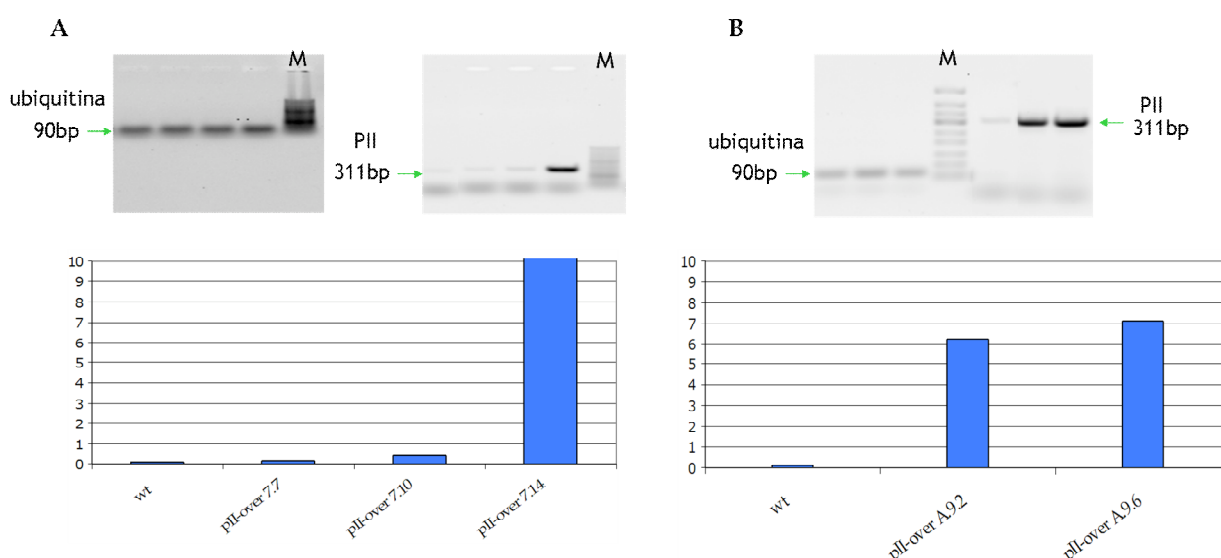 A
M
ubiquitina
90bp
M
PII
311bp
10
9
8
7
6
5
4
3
2
1
0
wt
pII-over 7.7
pII-over 7.10
pII-over 7.14
B
M
PII
311bp
ubiquitina
90bp
10
9
8
7
6
5
4
3
2
1
0
wt
pII-over A.9.2
pII-over A.9.6